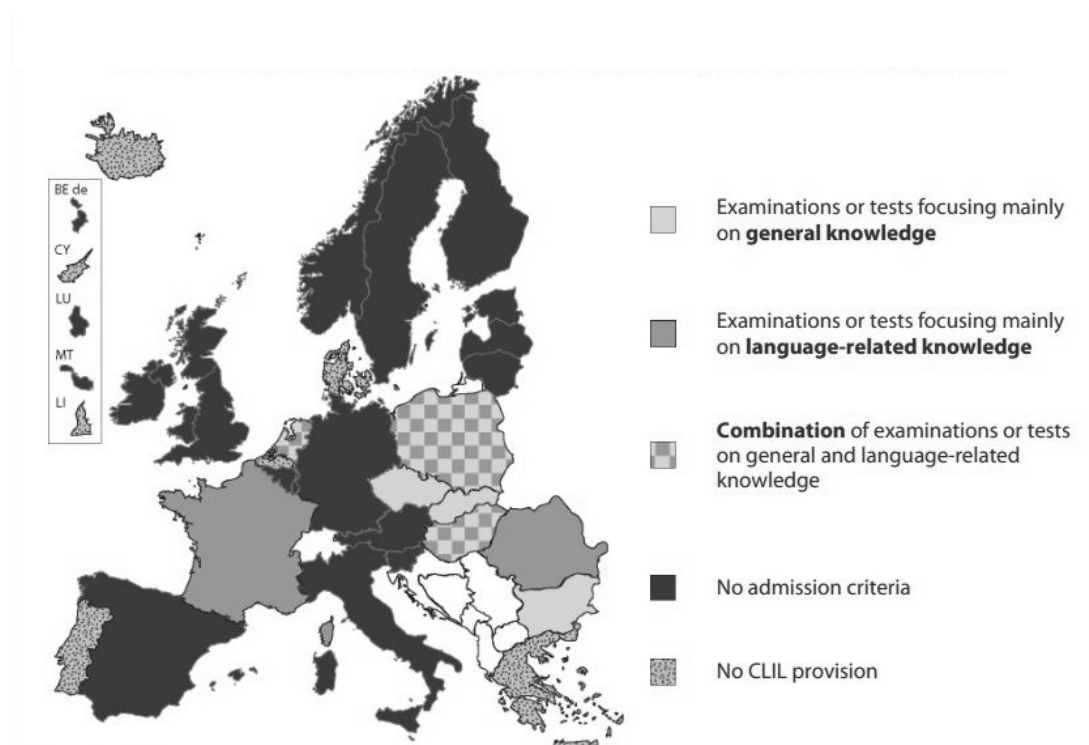 BE de
CY
LU
MT
LI
Examinations or tests focusing mainly
on general knowledge
Examinations or tests focusing mainly
on language-related knowledge
Combination of examinations or tests
on general and language-related
knowledge
No admission criteria
No CLIL provision